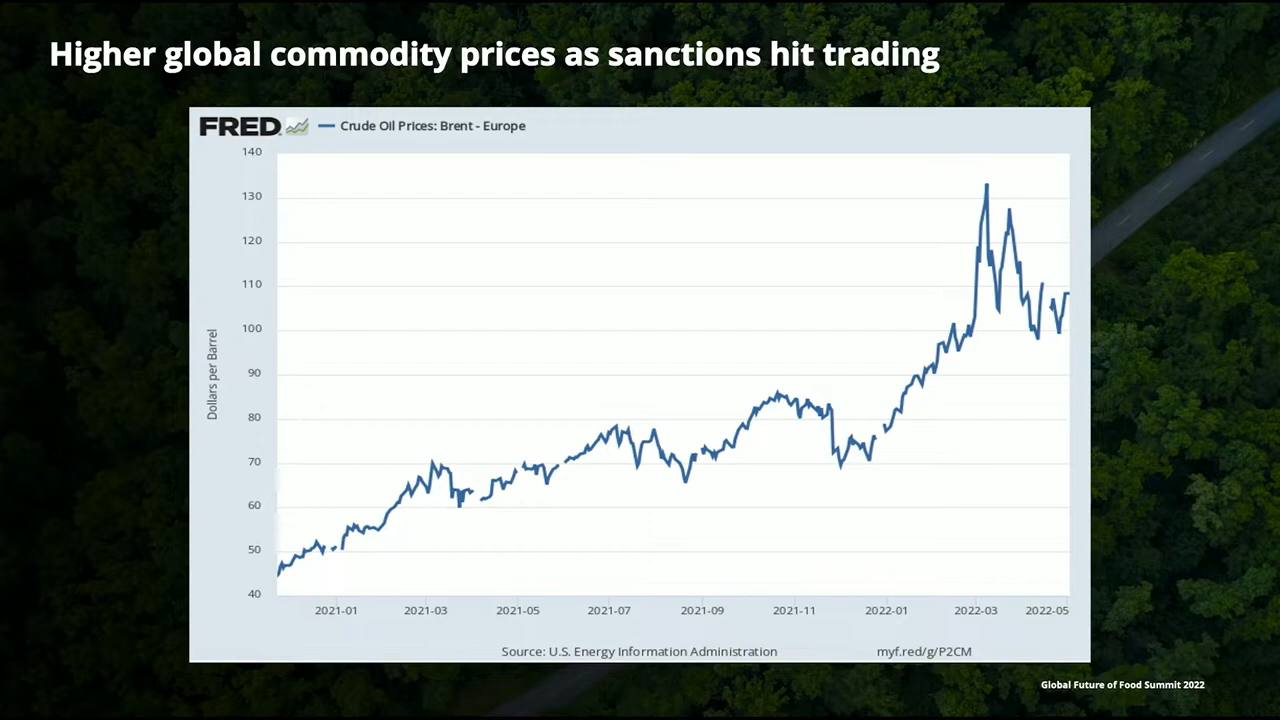 Higher global commodity prices as sanctions hit trading
FRED Crude Oil Prices: Brent - Europe
140
130
120
110
100
90
80
70
60
50
40
Dollars per Barrel
2021-01 2021-03 2021-05 2021-07 2021-09 2021-11 2022-01 2022-03 2022-05
Source: U.S. Energy Information Administration myf.red/g/P2CM
Global Future of Food Summit 2022